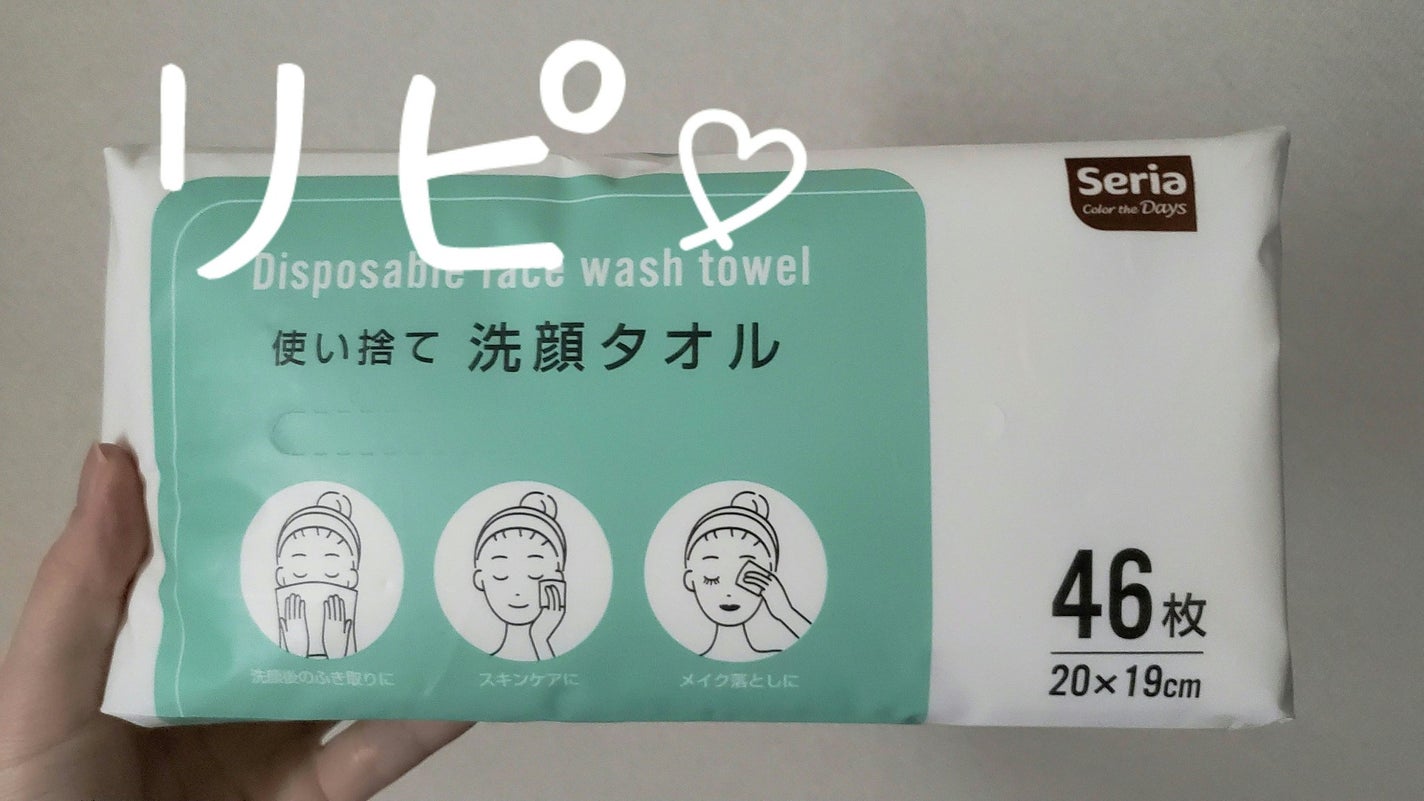 リピ♡
Seria
Color the Days
Disposable face wash towel
使い捨て 洗顔タオル
洗顔後のふき取りに
スキンケアに
メイク落としに
46枚
20×19cm